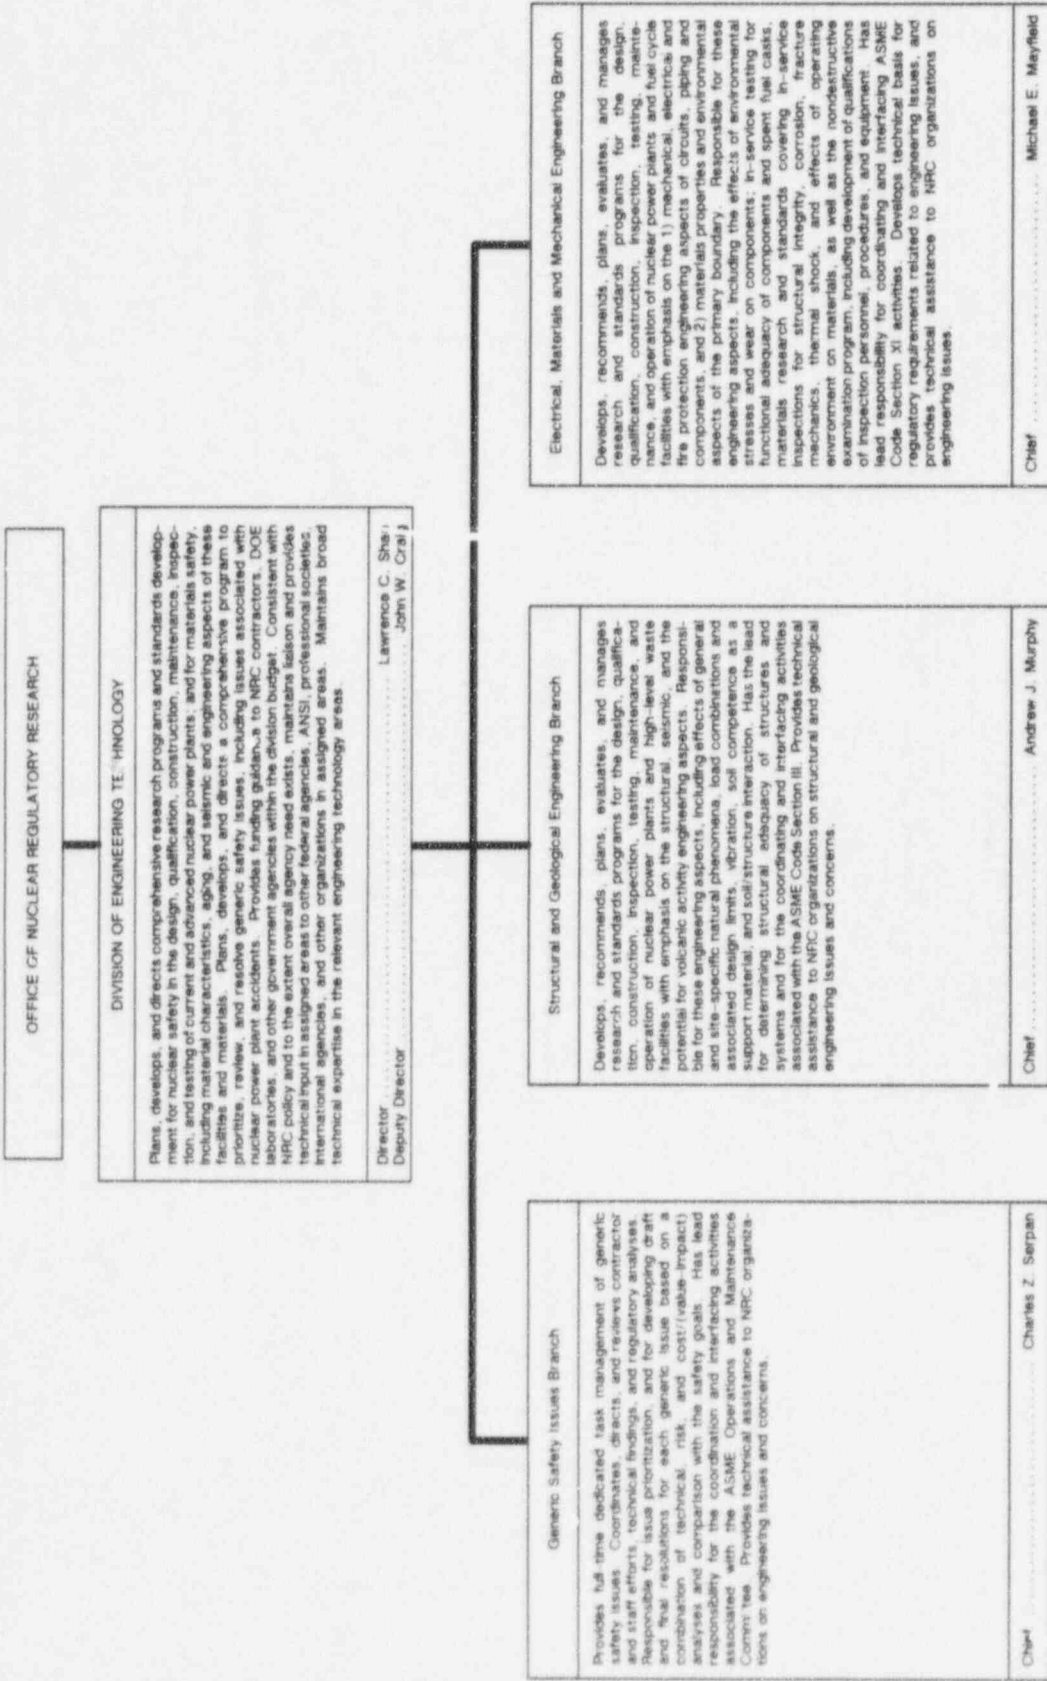 OFFICE OF NUCLEAR REGULATORY RESEARCH
DIVISION OF ENGINEERING TE HNOLOGY
Plans, develops, and directs comprehensive research programs and standards develop-
ment for nuclear safety in the design, qualification, construction, maintenance, inspec-
tion, and testing of current and advanced nuclear power plants; and for materials safety,
including material characteristics, aging, and seismic and engineering aspects of these
facilities and materials. Plans, develops, and directs a comprehensive program to
prioritize, review, and resolve generic safety issues, including issues associated with
nuclear power plant accidents. Provides funding guidance to NRC contractors, DOE
laboratories, and other government agencies within the division budget. Consistent with
NRC policy and to the extent overall agency need exists, maintains liaison and provides
technical input in assigned areas to other federal agencies, ANSI, professional societies,
international agencies, and other organizations in assigned areas. Maintains broad
technical expertise in the relevant engineering technology areas.
Director .......... Lawrence C. Shao
Deputy Director .......... John W. Craig
Generic Safety Issues Branch
Provides full time dedicated task management of generic
safety issues. Coordinates, directs, and reviews contractor
and staff efforts, technical findings, and regulatory analyses.
Responsible for issue prioritization, and for developing draft
and final resolutions for each generic issue based on a
combination of technical, risk, and cost/(value-impact)
analyses and comparison with the safety goals. Has lead
responsibility for the coordination and interfacing activities
associated with the ASME Operations and Maintenance
Commi tee. Provides technical assistance to NRC organiza-
tions on engineering issues and concerns.
Chief .......... Charles Z. Serpan
Structural and Geological Engineering Branch
Develops, recommends, plans, evaluates, and manages
research and standards programs for the design, qualifica-
tion, construction, inspection, testing, maintenance, and
operation of nuclear power plants and high level waste
facilities with emphasis on the structural, seismic, and the
potential for volcanic activity engineering aspects. Responsi-
ble for these engineering aspects, including effects of general
and site-specific natural phenomena, load combinations and
associated design limits, vibration, soil competence as a
support material, and soil/structure interaction. Has the lead
for determining structural adequacy of structures and
systems and for the coordinating and interfacing activities
associated with the ASME Code Section III. Provides technical
assistance to NRC organizations on structural and geological
engineering issues and concerns.
Chief .......... Andrew J. Murphy
Electrical, Materials and Mechanical Engineering Branch
Develops, recommends, plans, evaluates, and manages
research and standards programs for the design,
qualification, construction, inspection, testing, mainte-
nance, and operation of nuclear power plants and fuel cycle
facilities with emphasis on the 1) mechanical, electrical and
fire protection engineering aspects of circuits, piping and
components, and 2) materials properties and environmental
aspects of the primary boundary. Responsible for these
engineering aspects, including the effects of environmental
stresses and wear on components; in-service testing for
functional adequacy of components and spent fuel casks,
materials research and standards covering in-service
inspections for structural integrity, corrosion, fracture
mechanics, thermal shock, and effects of operating
environment on materials, as well as the nondestructive
examination program, including development of qualifications
of inspection personnel, procedures, and equipment. Has
lead responsibility for coordinating and interfacing ASME
Code Section XI activities. Develops technical basis for
regulatory requirements related to engineering issues, and
provides technical assistance to NRC organizations on
engineering issues.
Chief .......... Michael E. Mayfield